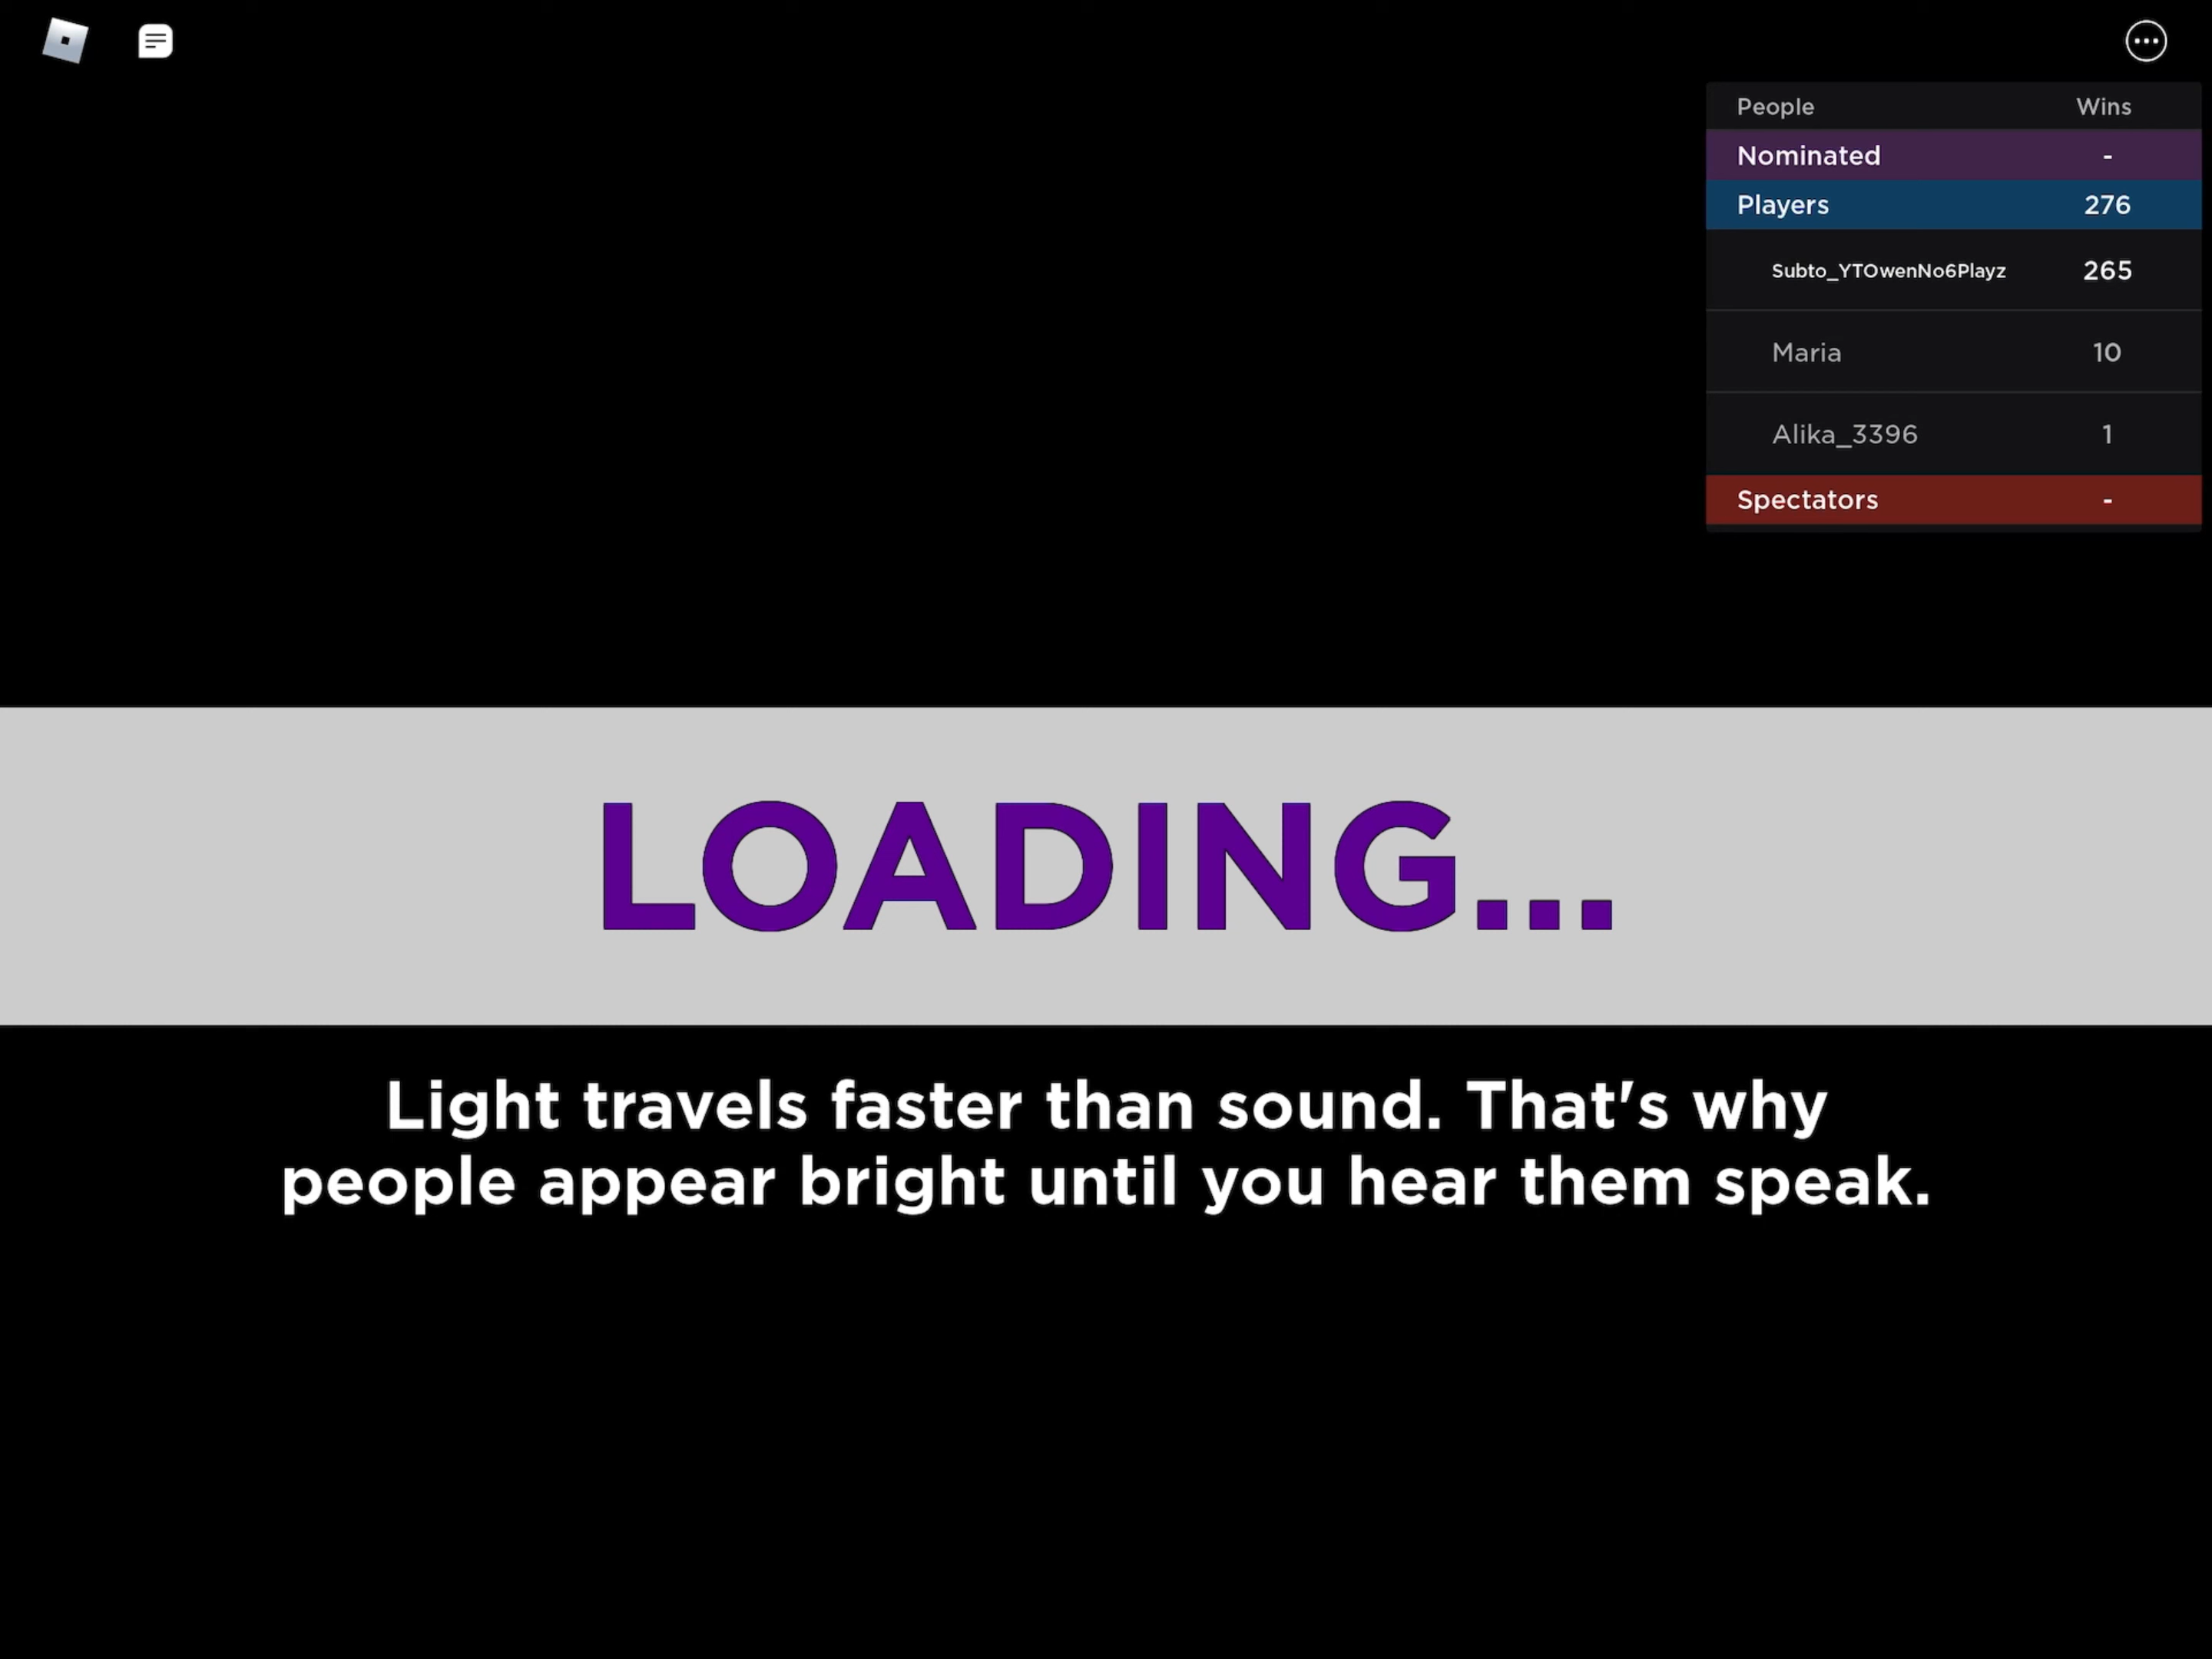 People Wins
Nominated -
Players 276
Subto_YTOwenNo6Playz 265
Maria 10
Alika_3396 1
Spectators -
LOADING...
Light travels faster than sound. That's why
people appear bright until you hear them speak.